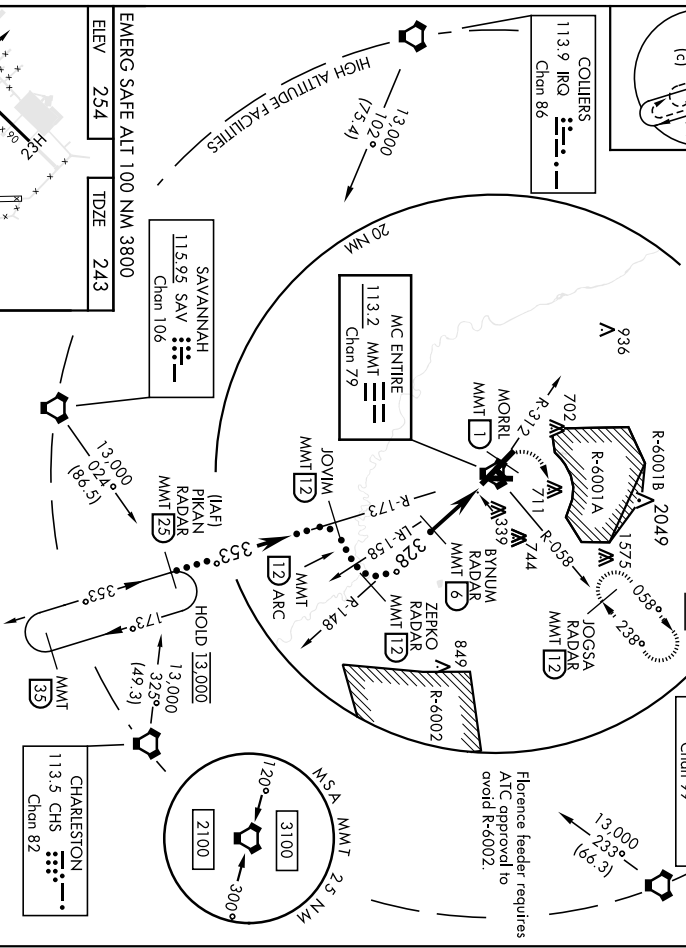 (c)
COLLIERS
113.9 IRQ
Chan 86
HIGH ALTITUDE FACILITIES
13,000
102°
(75.4)
20 NM
936
MC ENTIRE
113.2 MMT
Chan 79
MORRL
MMT 1
R-312
702
R-6001A
R-6001B
2049
711
1575
339
744
R-058
058°
238°
JOGSA
RADAR
MMT 12
JOVIM
MMT 12
R-173
LR-158
R-148
328°
BYNUM
RADAR
MMT 6
ZEPKO
RADAR
MMT 12
849
R-6002
MMT
12 ARC
(IAF)
PIKAN
RADAR
MMT 25
353°
353°
173°
HOLD 13,000
MMT
35
SAVANNAH
115.95 SAV
Chan 106
13,000
024°
(86.5)
13,000
325°
(49.3)
CHARLESTON
113.5 CHS
Chan 82
MSA MMT 25 NM
120°
3100
2100
300°
Florence feeder requires
ATC approval to
avoid R-6002.
13,000
233°
(66.3)
EMERG SAFE ALT 100 NM 3800
ELEV 254
TDZE 243
23H
90